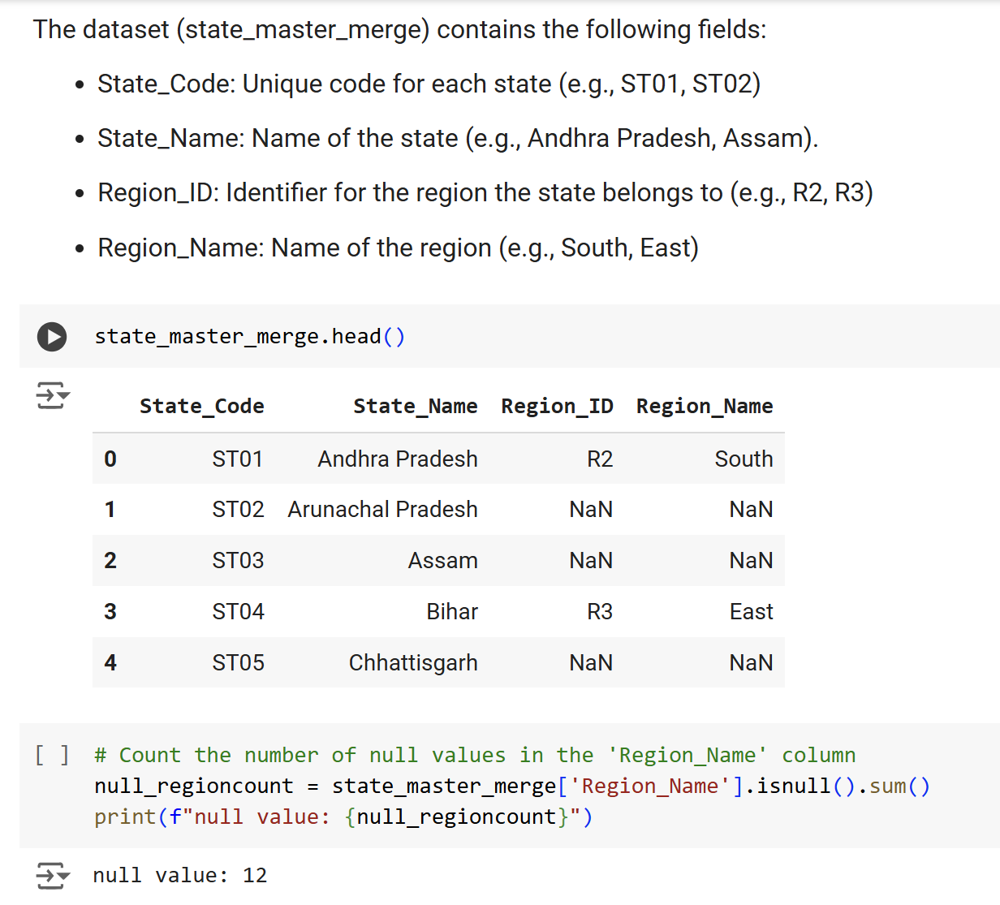 The dataset (state_master_merge) contains the following fields:
• State_Code: Unique code for each state (e.g., ST01, ST02)
• State_Name: Name of the state (e.g., Andhra Pradesh, Assam).
• Region_ID: Identifier for the region the state belongs to (e.g., R2, R3)
• Region_Name: Name of the region (e.g., South, East)
state_master_merge.head()
State_Code State_Name Region_ID Region_Name
0 ST01 Andhra Pradesh R2 South
1 ST02 Arunachal Pradesh NaN NaN
2 ST03 Assam NaN NaN
3 ST04 Bihar R3 East
4 ST05 Chhattisgarh NaN NaN
[ ] # Count the number of null values in the 'Region_Name' column
null_regioncount = state_master_merge['Region_Name'].isnull().sum()
print(f"null value: {null_regioncount}")
null value: 12